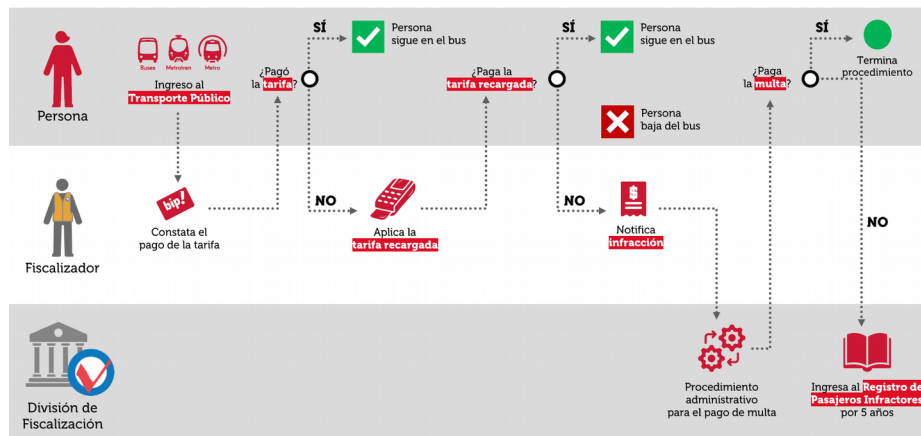 Persona
Buses
Metrotren
Metro
Ingreso al
Transporte Público
¿Pagó
la tarifa?
SÍ
Persona
sigue en el bus
¿Paga la
tarifa recargada?
SÍ
Persona
sigue en el bus
Persona
baja del bus
¿Paga
la multa?
SÍ
Termina
procedimiento
Fiscalizador
bip!
Constata el
pago de la tarifa
NO
Aplica la
tarifa recargada
NO
$
Notifica
infracción
NO
División de
Fiscalización
Procedimiento
administrativo
para el pago de multa
Ingresa al Registro de
Pasajeros Infractores
por 5 años